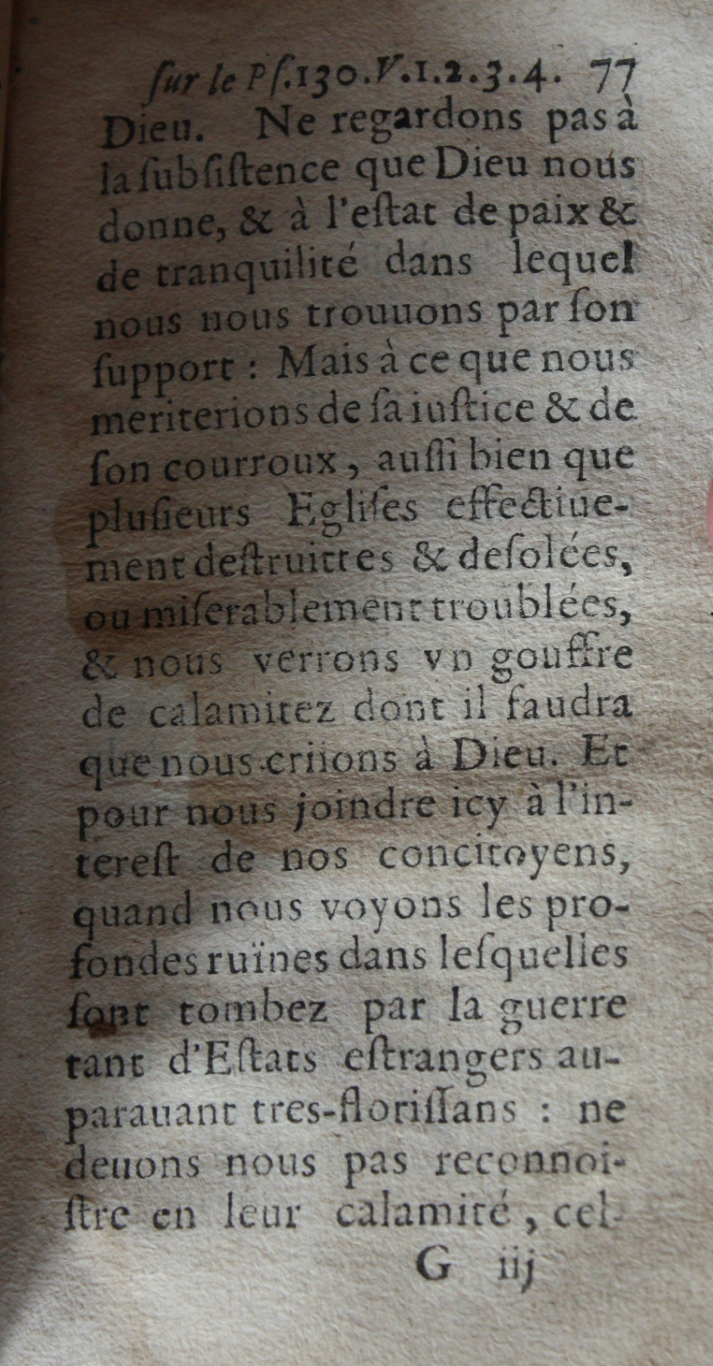 ſur le Pſ.130.V.1.2.3.4. 77
Dieu. Ne regardons pas à
la ſubſiſtence que Dieu nous
donne, & à l'eſtat de paix &
de tranquilité dans lequel
nous nous trouuons par ſon
ſupport : Mais à ce que nous
meriterions de ſa iuſtice & de
ſon courroux, auſſi bien que
pluſieurs Egliſes effectiue-
ment deſtruittes & deſolées,
ou miſerablement troublées,
& nous verrons vn gouffre
de calamitez dont il faudra
que nous criions à Dieu. Et
pour nous joindre icy à l'in-
tereſt de nos concitoyens,
quand nous voyons les pro-
fondes ruïnes dans leſquelles
ſont tombez par la guerre
tant d'Eſtats eſtrangers au-
parauant tres-floriſſans : ne
deuons nous pas reconnoi-
ſtre en leur calamité, cel-
G iij